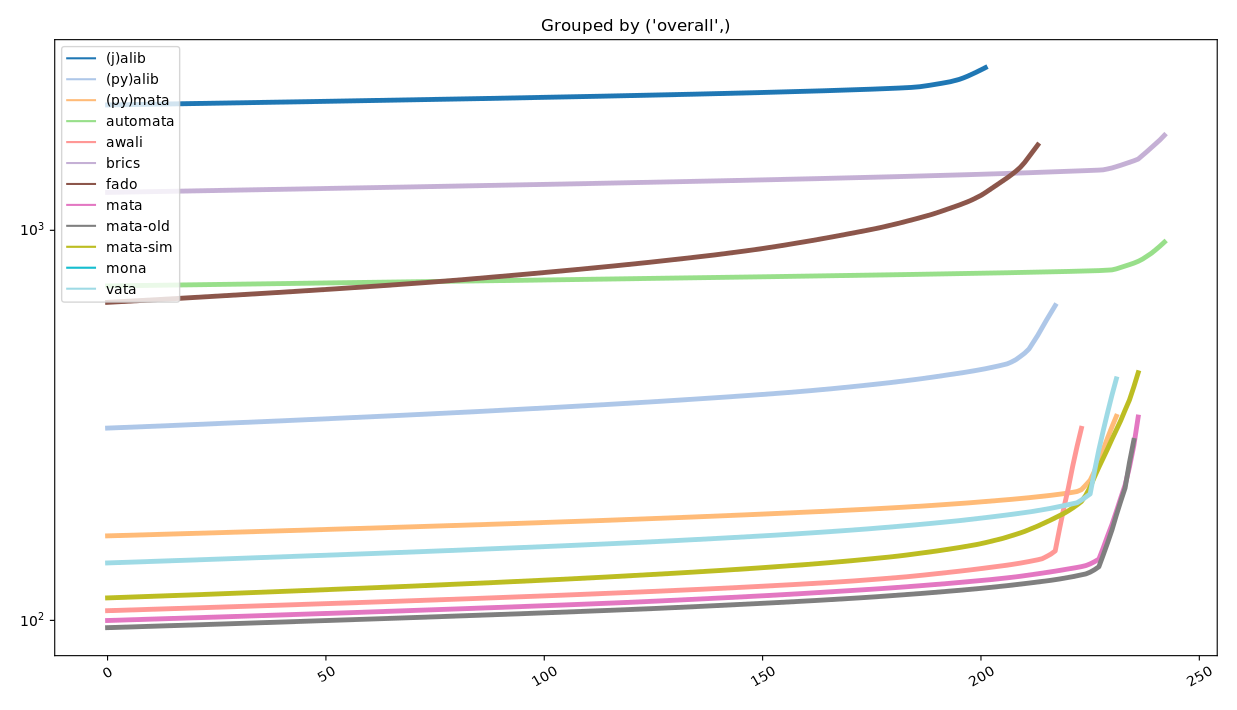 Grouped by ('overall',)
(j)alib
(py)alib
(py)mata
automata
awali
brics
fado
mata
mata-old
mata-sim
mona
vata
10³
10²
0
50
100
150
200
250